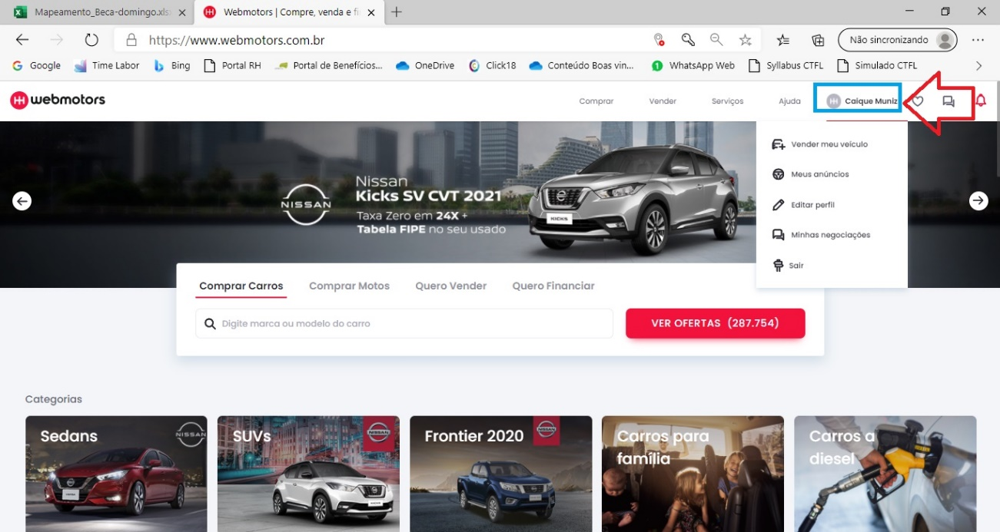 Mapeamento_Beca-domingo.xls
Webmotors | Compre, venda e fi
https://www.webmotors.com.br
Não sincronizando
Google
Time Labor
Bing
Portal RH
Portal de Benefícios...
OneDrive
Click18
Conteúdo Boas vin...
WhatsApp Web
Syllabus CTFL
Simulado CTFL
webmotors
Comprar
Vender
Serviços
Ajuda
Caique Muniz
Vender meu veículo
Meus anúncios
Editar perfil
Minhas negociações
Sair
NISSAN
Nissan
Kicks SV CVT 2021
Taxa Zero em 24X +
Tabela FIPE no seu usado
KICKS
Comprar Carros
Comprar Motos
Quero Vender
Quero Financiar
Digite marca ou modelo do carro
VER OFERTAS (287.754)
Categorias
Sedans
NISSAN
SUVs
NISSAN
Frontier 2020
NISSAN
Carros para
família
Carros a
diesel